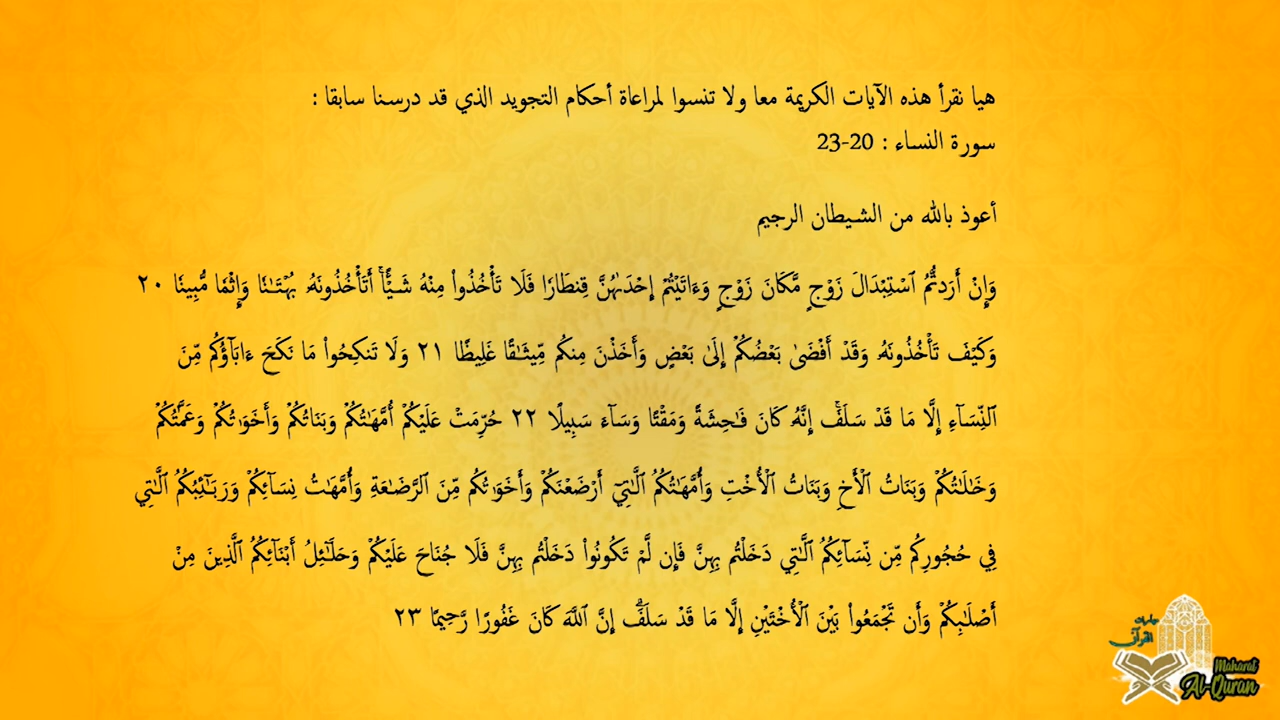 هيا نقرأ هذه الآيات الكريمة معا ولا تنسوا لمراعاة أحكام التجويد الذي قد درسنا سابقا :
سورة النساء : 20-23
أعوذ بالله من الشيطان الرجيم
وَإِنۡ أَرَدتُّمُ ٱسۡتِبۡدَالَ زَوۡجٖ مَّكَانَ زَوۡجٖ وَءَاتَيۡتُمۡ إِحۡدَىٰهُنَّ قِنطَارٗا فَلَا تَأۡخُذُواْ مِنۡهُ شَيۡـًٔاۚ أَتَأۡخُذُونَهُۥ بُهۡتَٰنٗا وَإِثۡمٗا مُّبِينٗا ٢٠
وَكَيۡفَ تَأۡخُذُونَهُۥ وَقَدۡ أَفۡضَىٰ بَعۡضُكُمۡ إِلَىٰ بَعۡضٖ وَأَخَذۡنَ مِنكُم مِّيثَٰقًا غَلِيظٗا ٢١ وَلَا تَنكِحُواْ مَا نَكَحَ ءَابَآؤُكُم مِّنَ
ٱلنِّسَآءِ إِلَّا مَا قَدۡ سَلَفَۚ إِنَّهُۥ كَانَ فَٰحِشَةٗ وَمَقۡتٗا وَسَآءَ سَبِيلًا ٢٢ حُرِّمَتۡ عَلَيۡكُمۡ أُمَّهَٰتُكُمۡ وَبَنَاتُكُمۡ وَأَخَوَٰتُكُمۡ وَعَمَّٰتُكُمۡ
وَخَٰلَٰتُكُمۡ وَبَنَاتُ ٱلۡأَخِ وَبَنَاتُ ٱلۡأُخۡتِ وَأُمَّهَٰتُكُمُ ٱلَّٰتِيٓ أَرۡضَعۡنَكُمۡ وَأَخَوَٰتُكُم مِّنَ ٱلرَّضَٰعَةِ وَأُمَّهَٰتُ نِسَآئِكُمۡ وَرَبَٰٓئِبُكُمُ ٱلَّٰتِي
فِي حُجُورِكُم مِّن نِّسَآئِكُمُ ٱلَّٰتِي دَخَلۡتُم بِهِنَّ فَإِن لَّمۡ تَكُونُواْ دَخَلۡتُم بِهِنَّ فَلَا جُنَاحَ عَلَيۡكُمۡ وَحَلَٰٓئِلُ أَبۡنَآئِكُمُ ٱلَّذِينَ مِنۡ
أَصۡلَٰبِكُمۡ وَأَن تَجۡمَعُواْ بَيۡنَ ٱلۡأُخۡتَيۡنِ إِلَّا مَا قَدۡ سَلَفَۗ إِنَّ ٱللَّهَ كَانَ غَفُورٗا رَّحِيمٗا ٢٣
القرآن
Maharat
Al-Quran